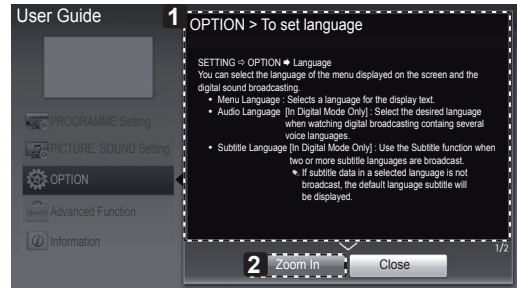 User Guide
1
OPTION > To set language
SETTING ⇨ OPTION ➡ Language
You can select the language of the menu displayed on the screen and the
digital sound broadcasting.
• Menu Language : Selects a language for the display text.
• Audio Language [In Digital Mode Only] : Select the desired language
when watching digital broadcasting containg several
voice languages.
• Subtitle Language [In Digital Mode Only] : Use the Subtitle function when
two or more subtitle languages are broadcast.
If subtitle data in a selected language is not
broadcast, the default language subtitle will
be displayed.
PROGRAMME Setting
PICTURE, SOUND Setting
OPTION
Advanced Function
Information
1/2
2
Zoom In
Close